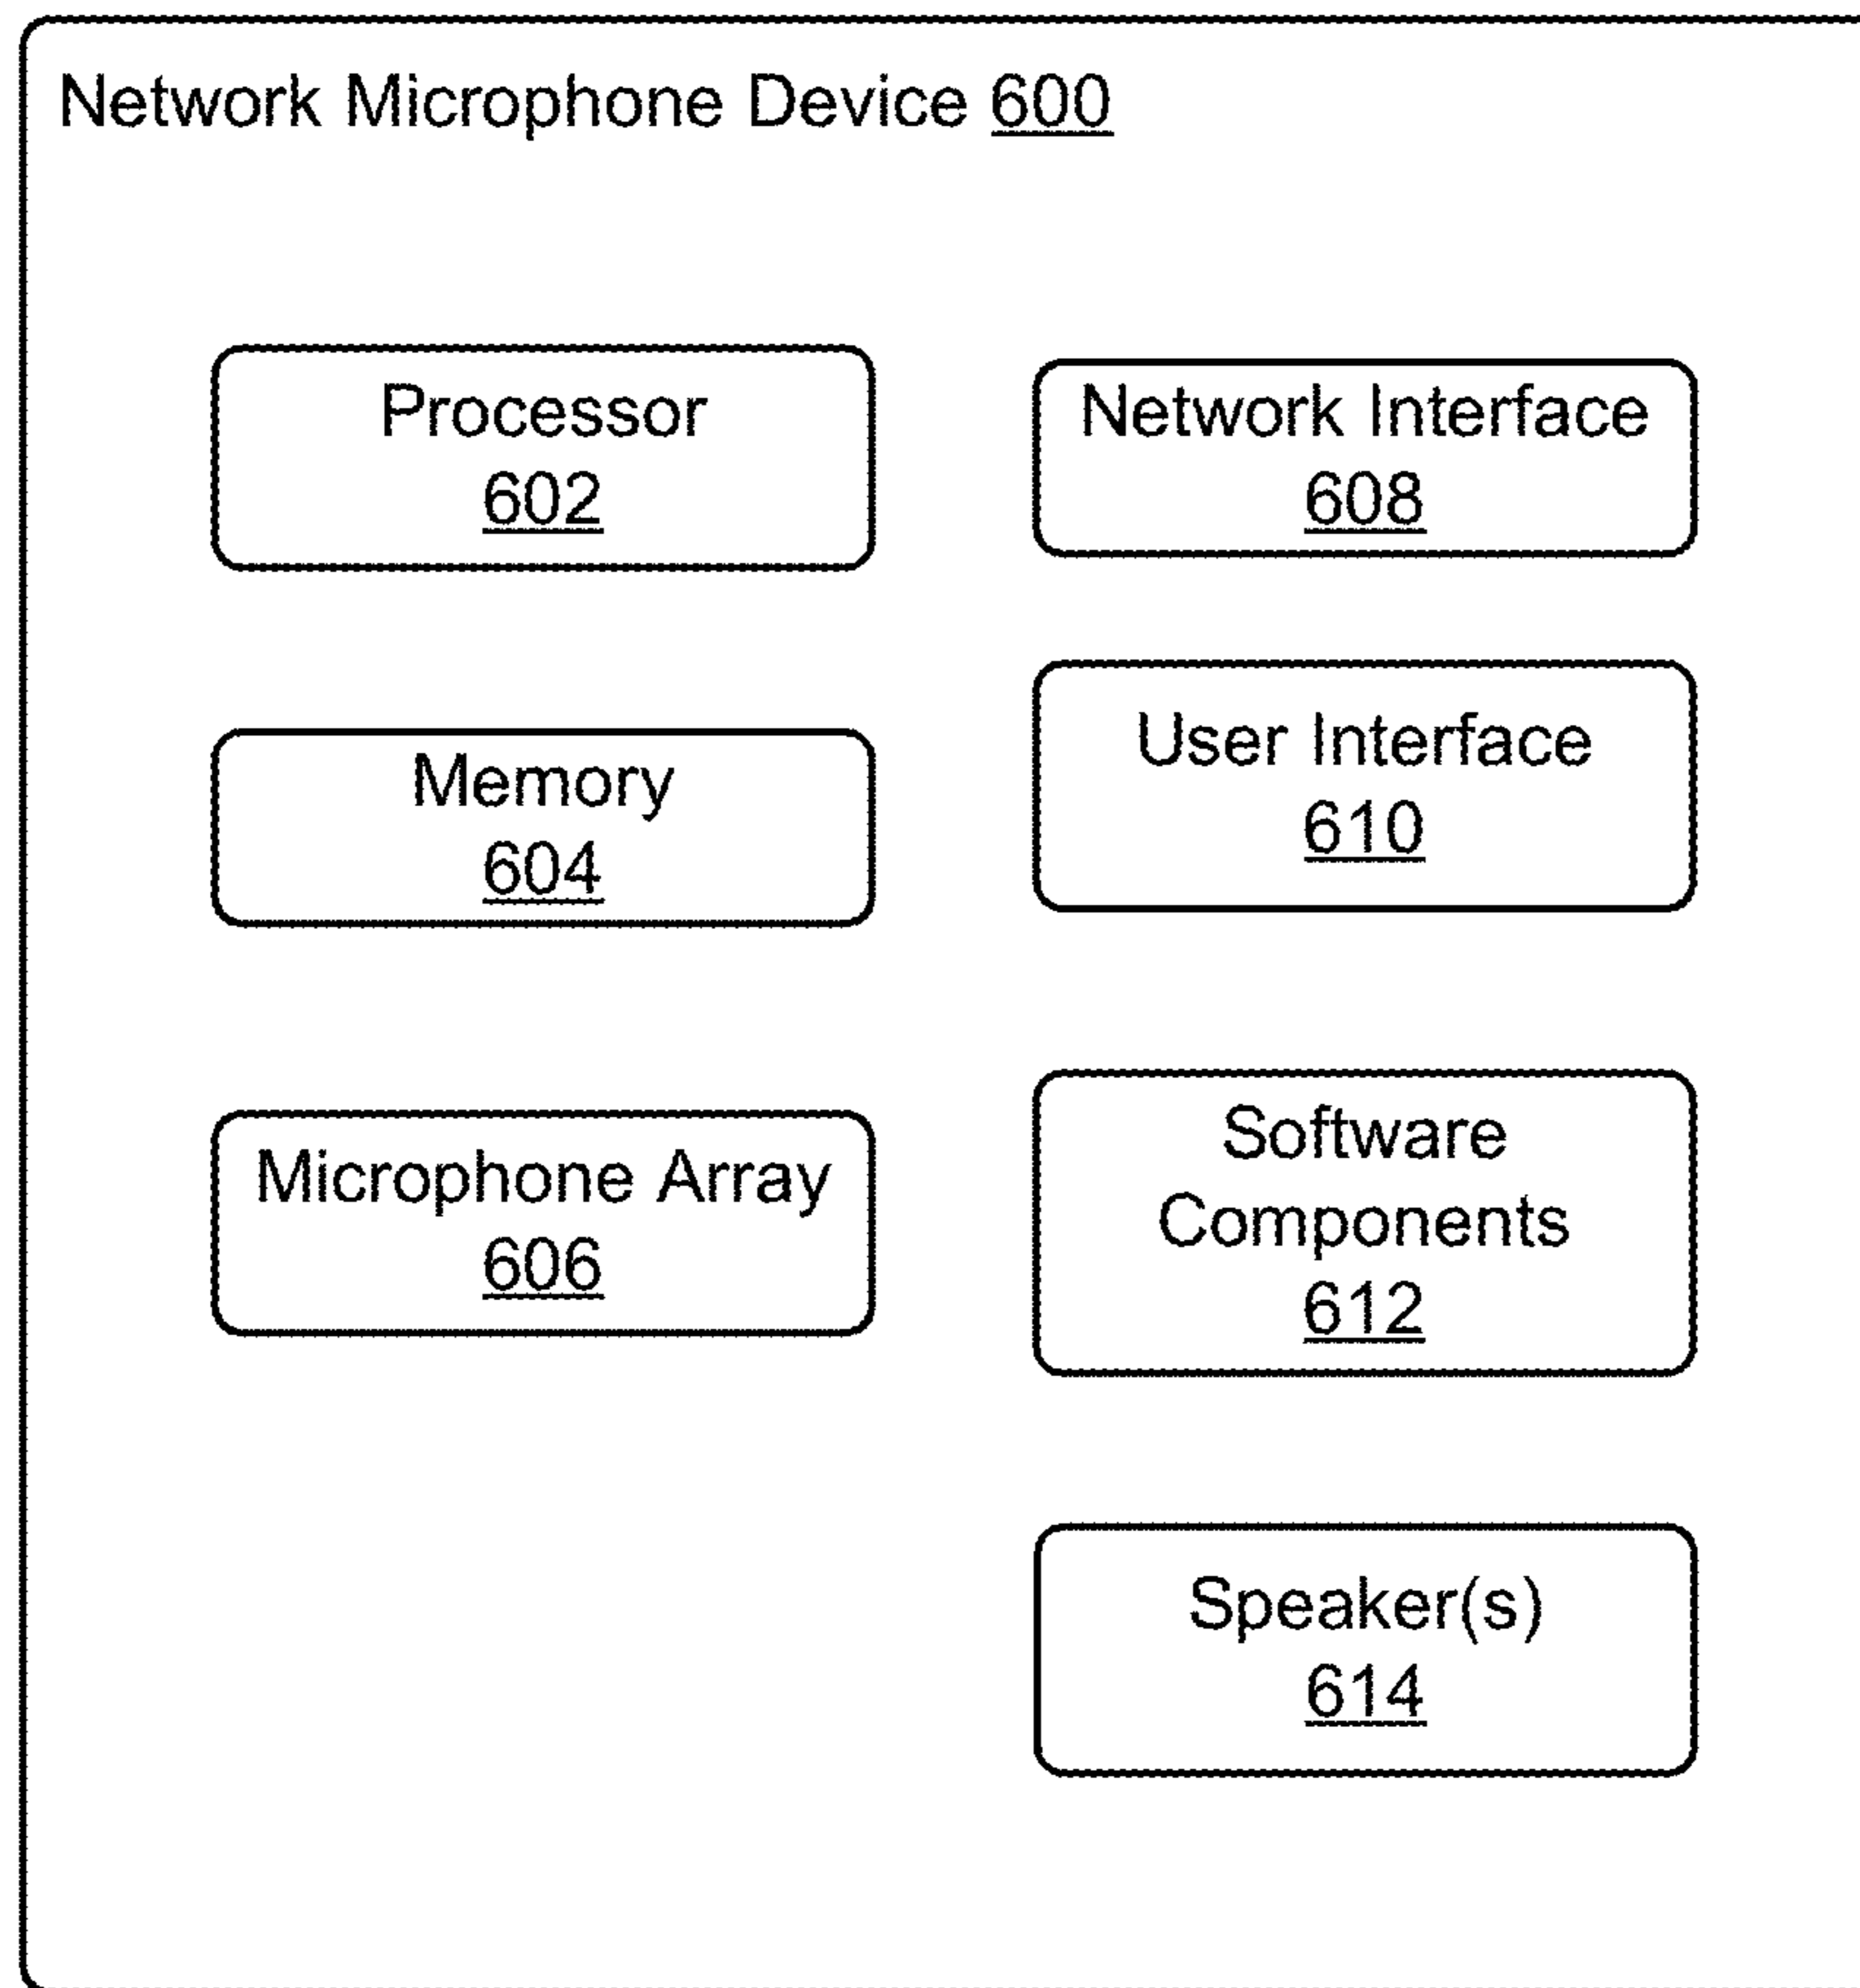 Network Microphone Device 600
Processor
602
Memory
604
Microphone Array
606
Network Interface
608
User Interface
610
Software
Components
612
Speaker(s)
614